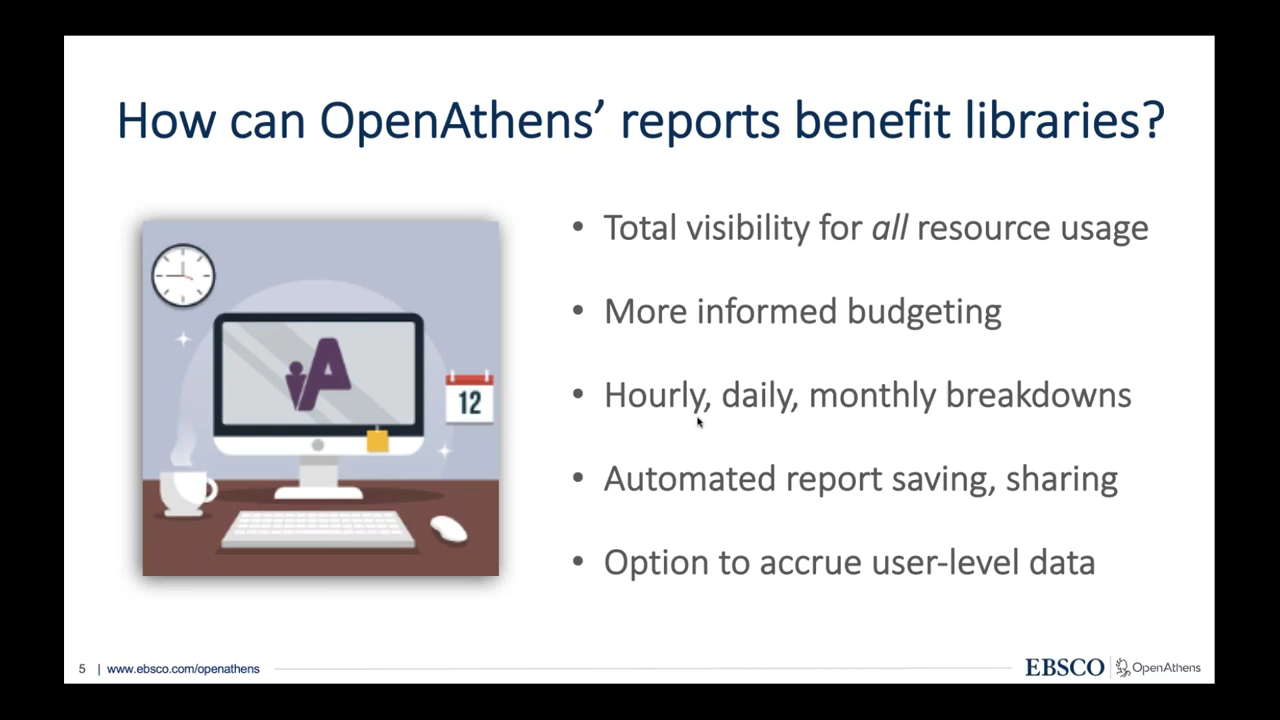 How can OpenAthens’ reports benefit libraries?
• Total visibility for all resource usage
• More informed budgeting
• Hourly, daily, monthly breakdowns
• Automated report saving, sharing
• Option to accrue user-level data
A
12
5 | www.ebsco.com/openathens
EBSCO | OpenAthens